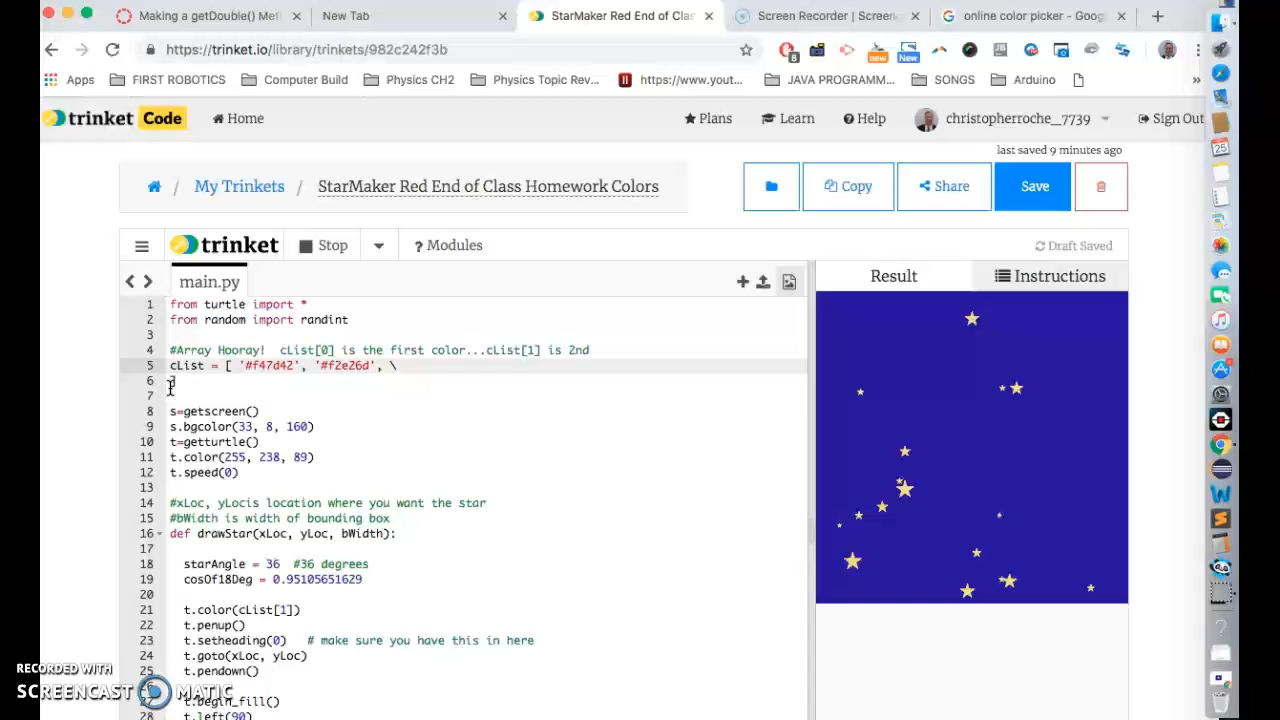 Making a getDouble() Met
New Tab
StarMaker Red End of Clas
Screen Recorder | Screenc
online color picker - Googl
https://trinket.io/library/trinkets/982c242f3b
8
new
New
Apps
FIRST ROBOTICS
Computer Build
Physics CH2
Physics Topic Rev...
https://www.yout...
JAVA PROGRAMM...
SONGS
Arduino
»
trinket Code
Home
Plans
Learn
Help
christopherroche_7739
Sign Out
last saved 9 minutes ago
/ My Trinkets / StarMaker Red End of Class Homework Colors
Copy
Share
Save
trinket
Stop
? Modules
Draft Saved
main.py
Result
Instructions
1 from turtle import *
2 from random import randint
3
4 #Array Hooray!  cList[0] is the first color...cList[1] is 2nd
5 cList = [ '#f47d42', '#f2e26d', \
6
7
8 s=getscreen()
9 s.bgcolor(33, 8, 160)
10 t=getturtle()
11 t.color(255, 238, 89)
12 t.speed(0)
13
14 #xLoc, yLocis location where you want the star
15 #bWidth is width of bounding box
16 def drawStar(xLoc, yLoc, bWidth):
17
18 starAngle = 36  #36 degrees
19 cosOf18Deg = 0.95105651629
20
21 t.color(cList[1])
22 t.penup()
23 t.setheading(0)   # make sure you have this in here
24 t.goto(xLoc, yLoc)
25 t.pendown()
27 t.begin_fill()
28 t.left(90)
RECORDED WITH
SCREENCAST MATIC
25